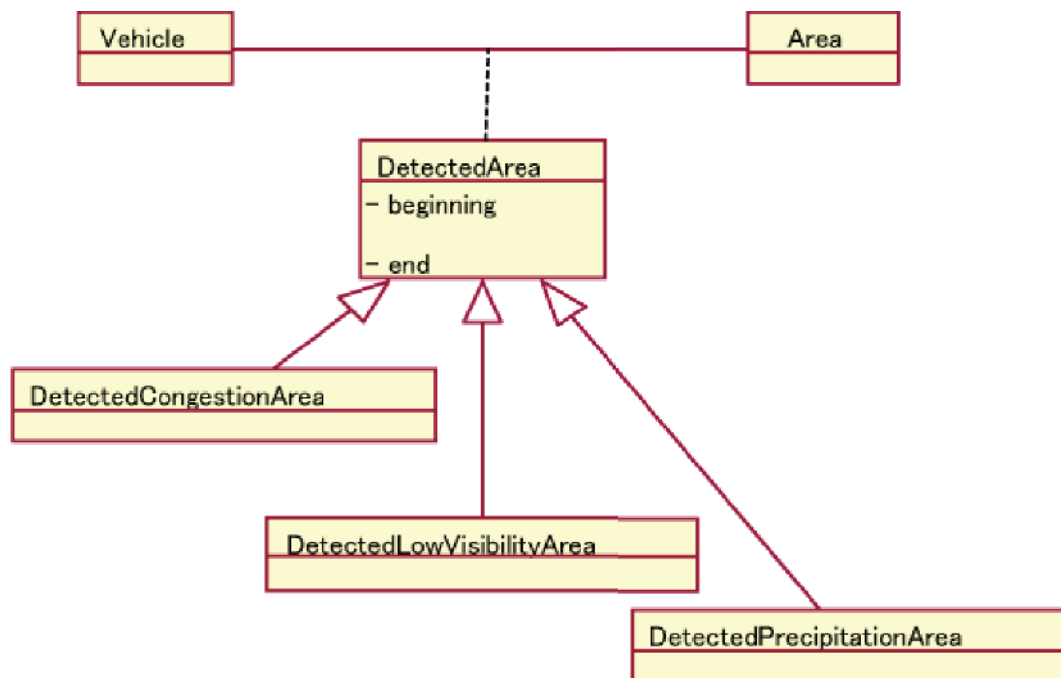 Vehicle
Area
DetectedArea
- beginning
- end
DetectedCongestionArea
DetectedLowVisibilityArea
DetectedPrecipitationArea